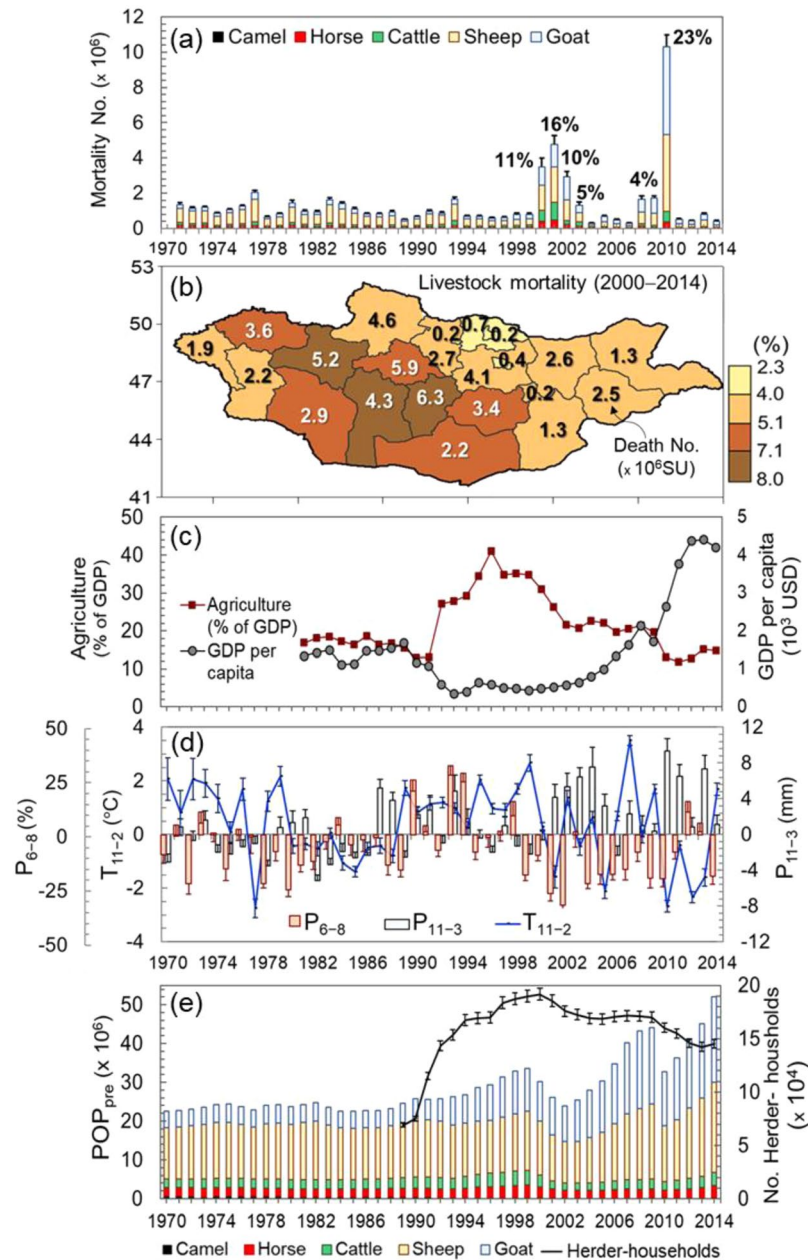 (a)
Camel Horse Cattle Sheep Goat
Mortality No. (x 10⁶)
12
10
8
6
4
2
0
11%
16%
10%
5%
4%
23%
1970 1974 1978 1982 1986 1990 1994 1998 2002 2006 2010 2014
(b)
Livestock mortality (2000–2014)
53
50
47
44
41
1.9
3.6
2.2
2.9
5.2
4.6
4.3
5.9
6.3
0.2
2.7
0.7
0.2
0.4
4.1
3.4
2.2
0.2
1.3
2.6
1.3
2.5
Death No.
(x 10⁶SU)
(%)
2.3
4.0
5.1
7.1
8.0
(c)
Agriculture
(% of GDP)
50
40
30
20
10
0
Agriculture
(% of GDP)
GDP per
capita
5
4
3
2
1
0
GDP per capita
(10³ USD)
(d)
P₆₋₈ (%)
50
25
0
-25
-50
T₁₁₋₂ (°C)
4
2
0
-2
-4
P₆₋₈ P₁₁₋₃ T₁₁₋₂
12
8
4
0
-4
-8
-12
P₁₁₋₃ (mm)
1970 1974 1978 1982 1986 1990 1994 1998 2002 2006 2010 2014
(e)
POPpre (x 10⁶)
50
40
30
20
10
0
20
15
10
5
0
No. Herder- housholds
(x 10⁴)
1970 1974 1978 1982 1986 1990 1994 1998 2002 2006 2010 2014
Camel Horse Cattle Sheep Goat Herder-households